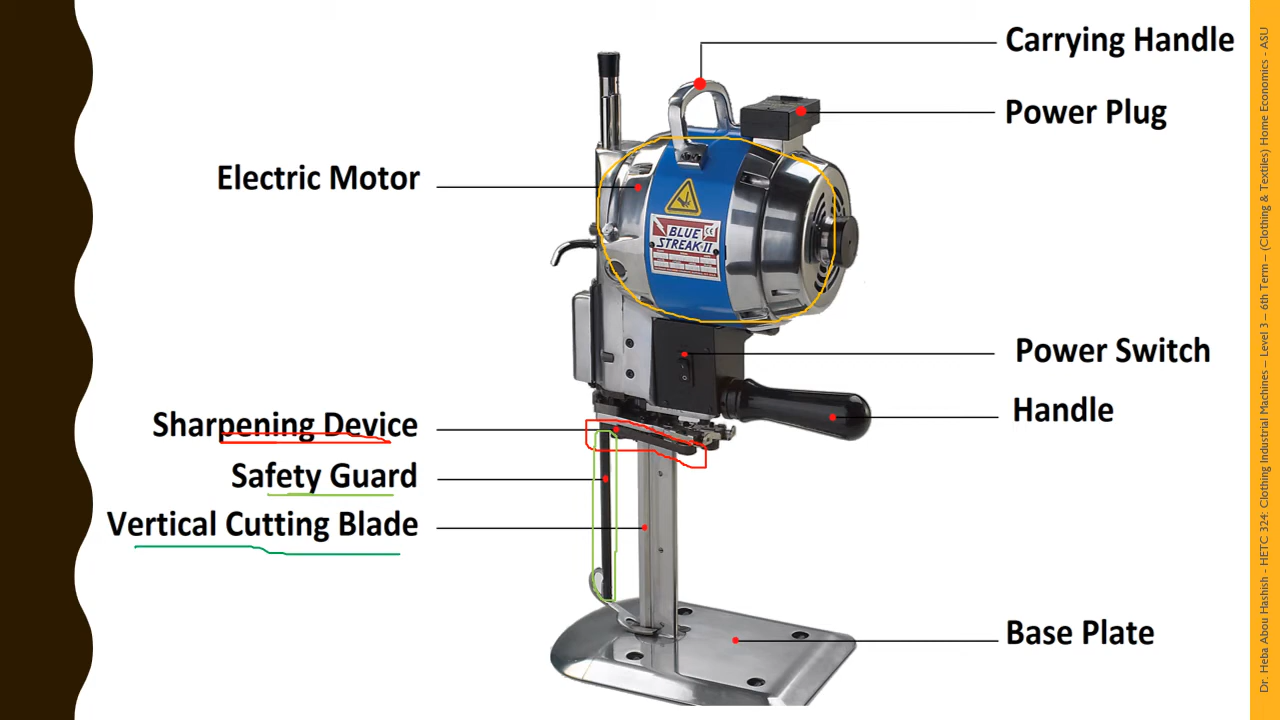 Carrying Handle
Power Plug
Electric Motor
BLUE
STREAK II
CE
Power Switch
Handle
Sharpening Device
Safety Guard
Vertical Cutting Blade
Base Plate
Dr. Heba Abou Hashish - HETC 324: Clothing Industrial Machines – Level 3 – 6th Term – (Clothing & Textiles) Home Economics - ASU